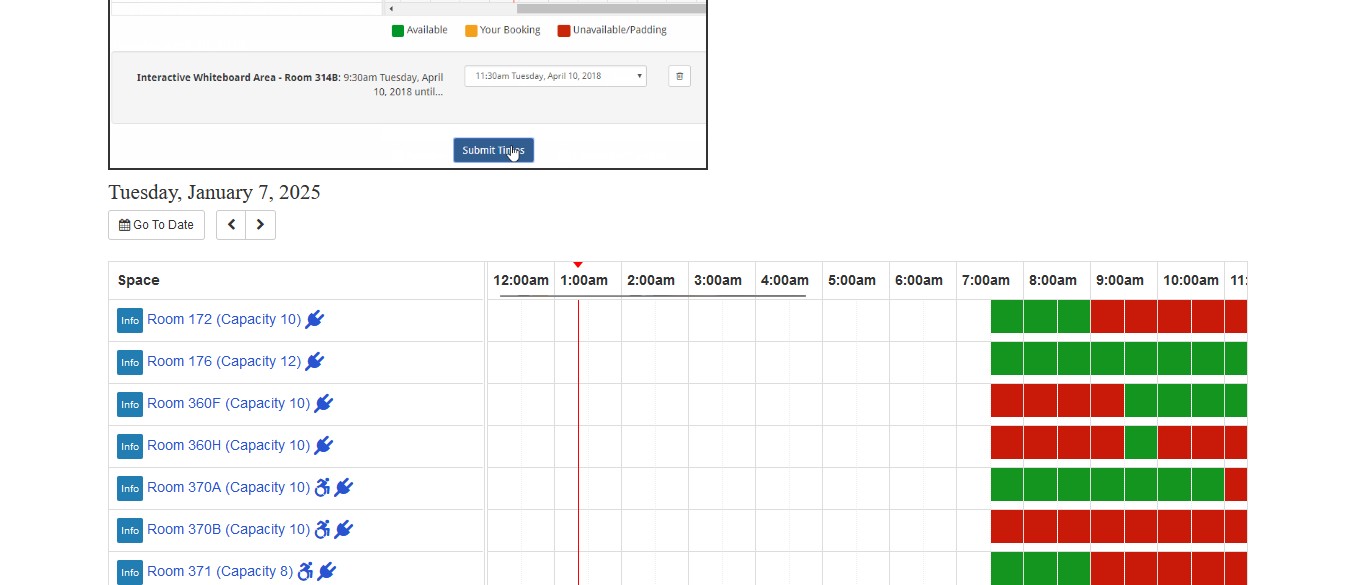 Available Your Booking Unavailable/Padding
Interactive Whiteboard Area - Room 314B: 9:30am Tuesday, April
10, 2018 until...
11:30am Tuesday, April 10, 2018
Submit Times
Tuesday, January 7, 2025
Go To Date
Space 12:00am 1:00am 2:00am 3:00am 4:00am 5:00am 6:00am 7:00am 8:00am 9:00am 10:00am 11:
Info Room 172 (Capacity 10)
Info Room 176 (Capacity 12)
Info Room 360F (Capacity 10)
Info Room 360H (Capacity 10)
Info Room 370A (Capacity 10)
Info Room 370B (Capacity 10)
Info Room 371 (Capacity 8)